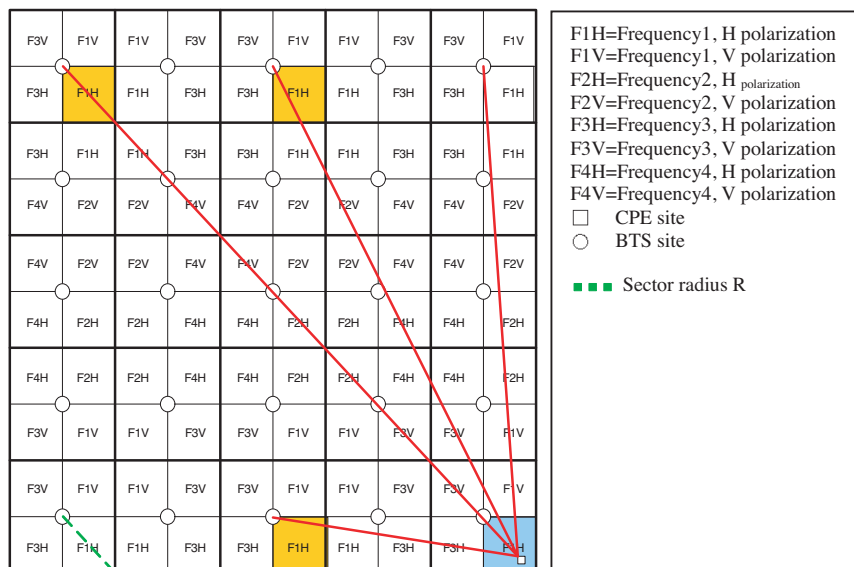 F3V F1V F1V F3V F3V F1V F1V F3V F3V F1V
F3H F1H F1H F3H F3H F1H F1H F3H F3H F1H
F3H F1H F1H F3H F3H F1H F1H F3H F3H F1H
F4V F2V F2V F4V F4V F2V F2V F4V F4V F2V
F4V F2V F2V F4V F4V F2V F2V F4V F4V F2V
F4H F2H F2H F4H F4H F2H F2H F4H F4H F2H
F4H F2H F2H F4H F4H F2H F2H F4H F4H F2H
F3V F1V F1V F3V F3V F1V F1V F3V F3V F1V
F3V F1V F1V F3V F3V F1V F1V F3V F3V F1V
F3H F1H F1H F3H F3H F1H F1H F3H F3H F1H
F1H=Frequency1, H polarization
F1V=Frequency1, V polarization
F2H=Frequency2, H polarization
F2V=Frequency2, V polarization
F3H=Frequency3, H polarization
F3V=Frequency3, V polarization
F4H=Frequency4, H polarization
F4V=Frequency4, V polarization
CPE site
BTS site
Sector radius R